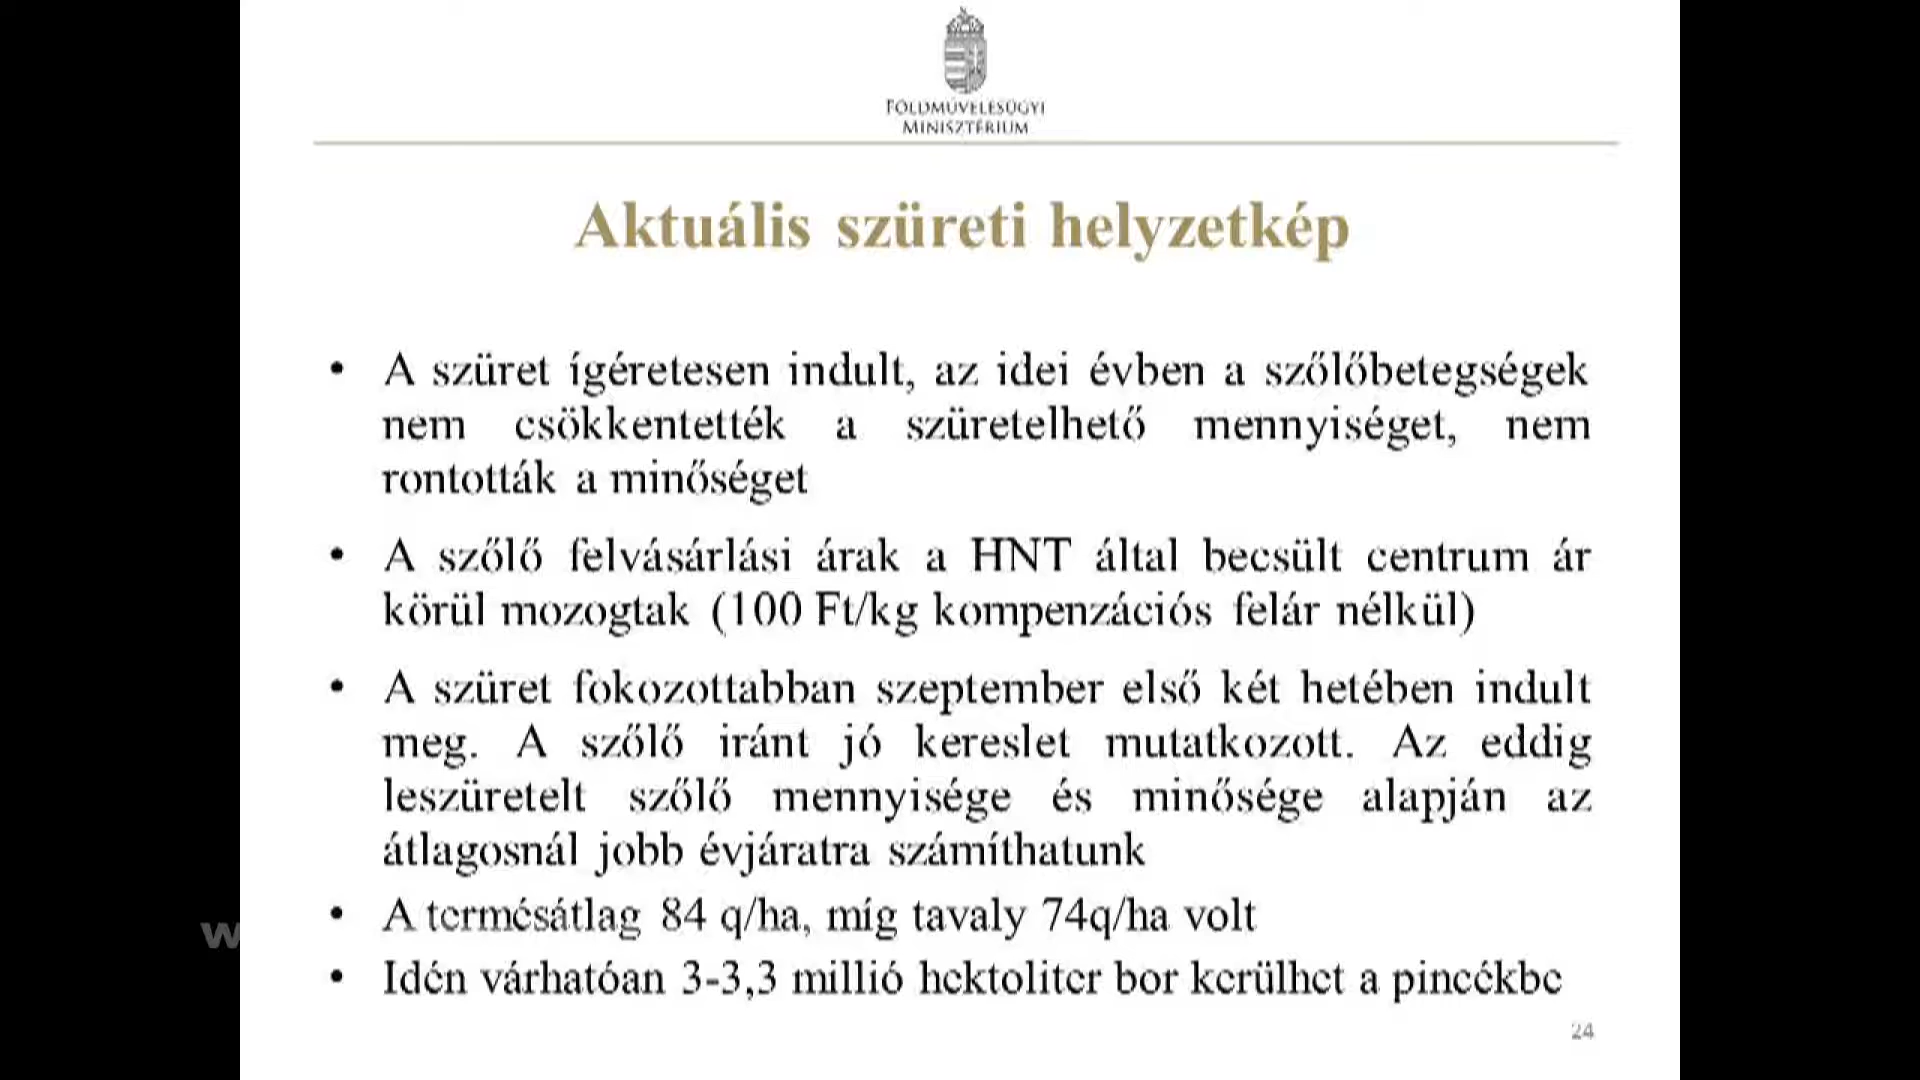 FÖLDMŰVELÉSÜGYI
MINISZTÉRIUM
Aktuális szüreti helyzetkép
• A szüret ígéretesen indult, az idei évben a szőlőbetegségek
nem csökkentették a szüretelhető mennyiséget, nem
rontották a minőséget
• A szőlő felvásárlási árak a HNT által becsült centrum ár
körül mozogtak (100 Ft/kg kompenzációs felár nélkül)
• A szüret fokozottabban szeptember első két hetében indult
meg. A szőlő iránt jó kereslet mutatkozott. Az eddig
leszüretelt szőlő mennyisége és minősége alapján az
átlagosnál jobb évjáratra számíthatunk
• A termésátlag 84 q/ha, míg tavaly 74q/ha volt
• Idén várhatóan 3-3,3 millió hektoliter bor kerülhet a pincékbe
24